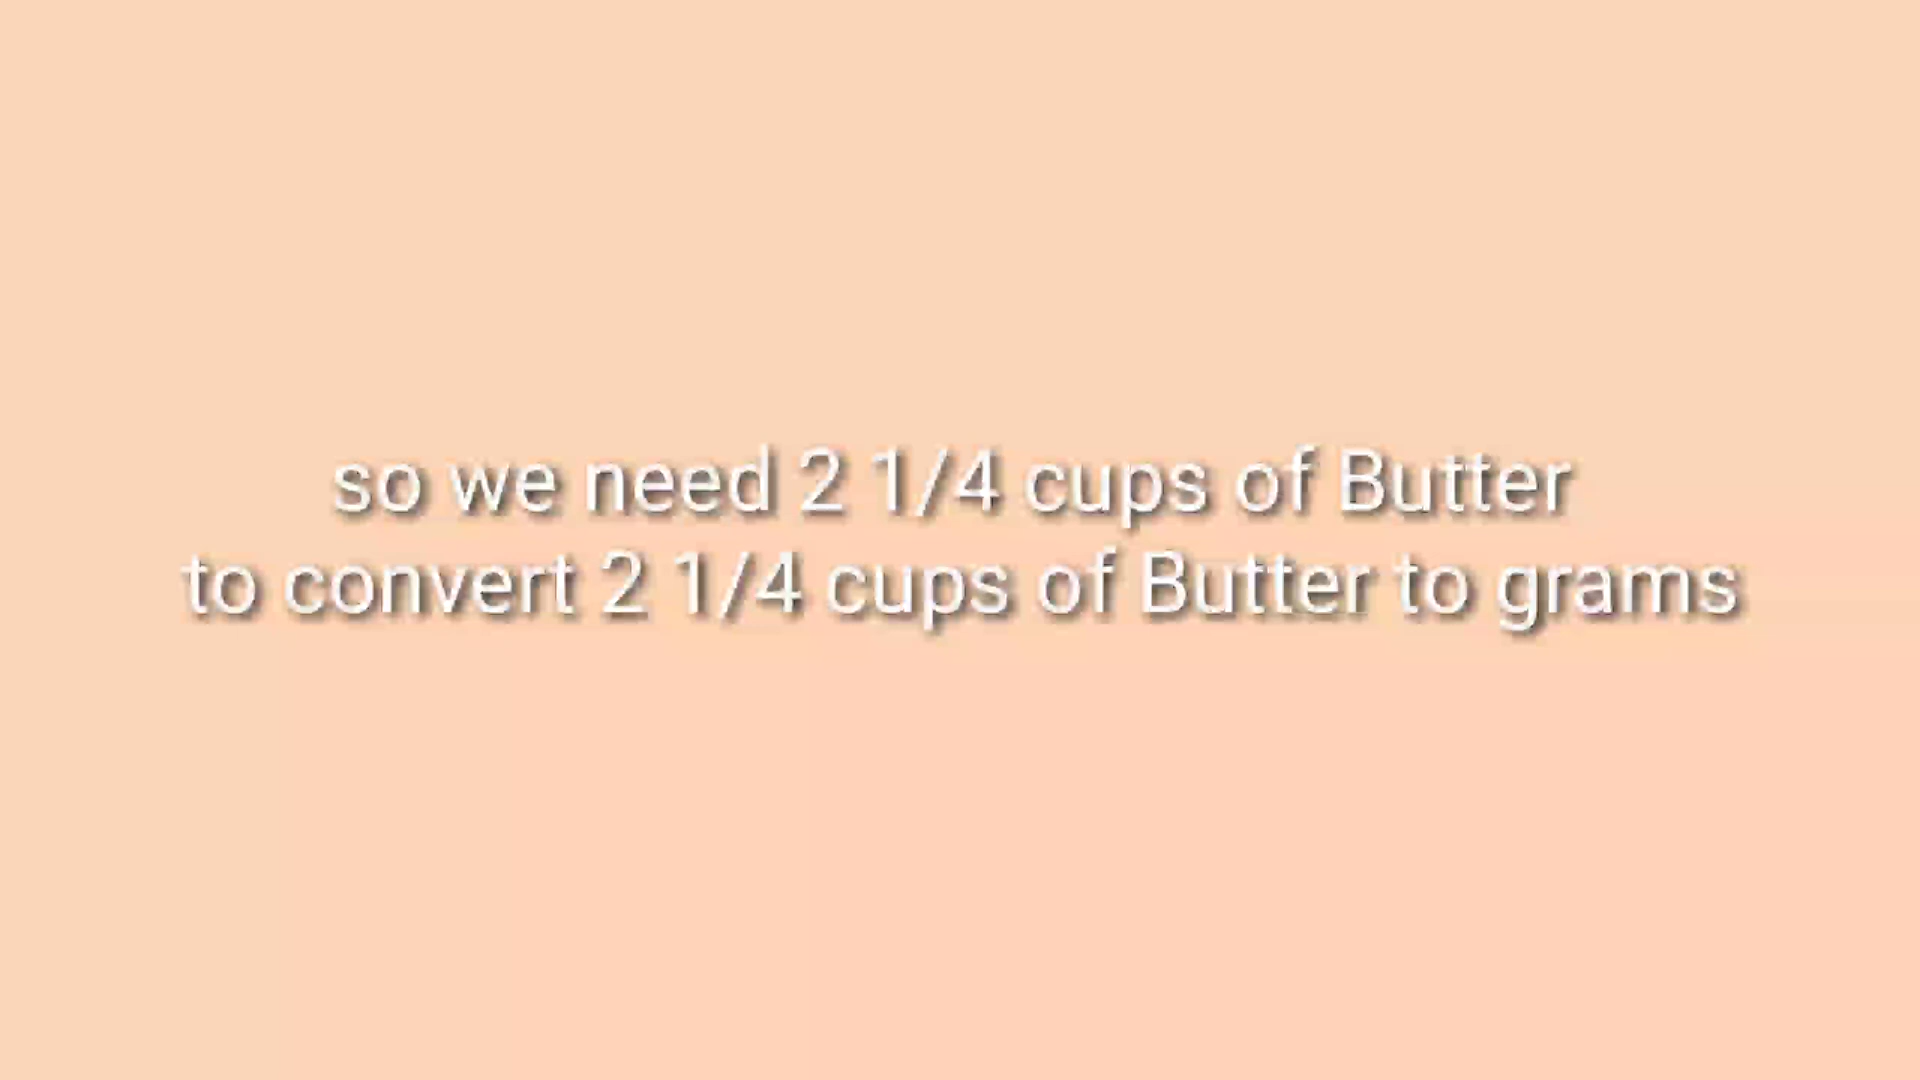 so we need 2 1/4 cups of Butter
to convert 2 1/4 cups of Butter to grams